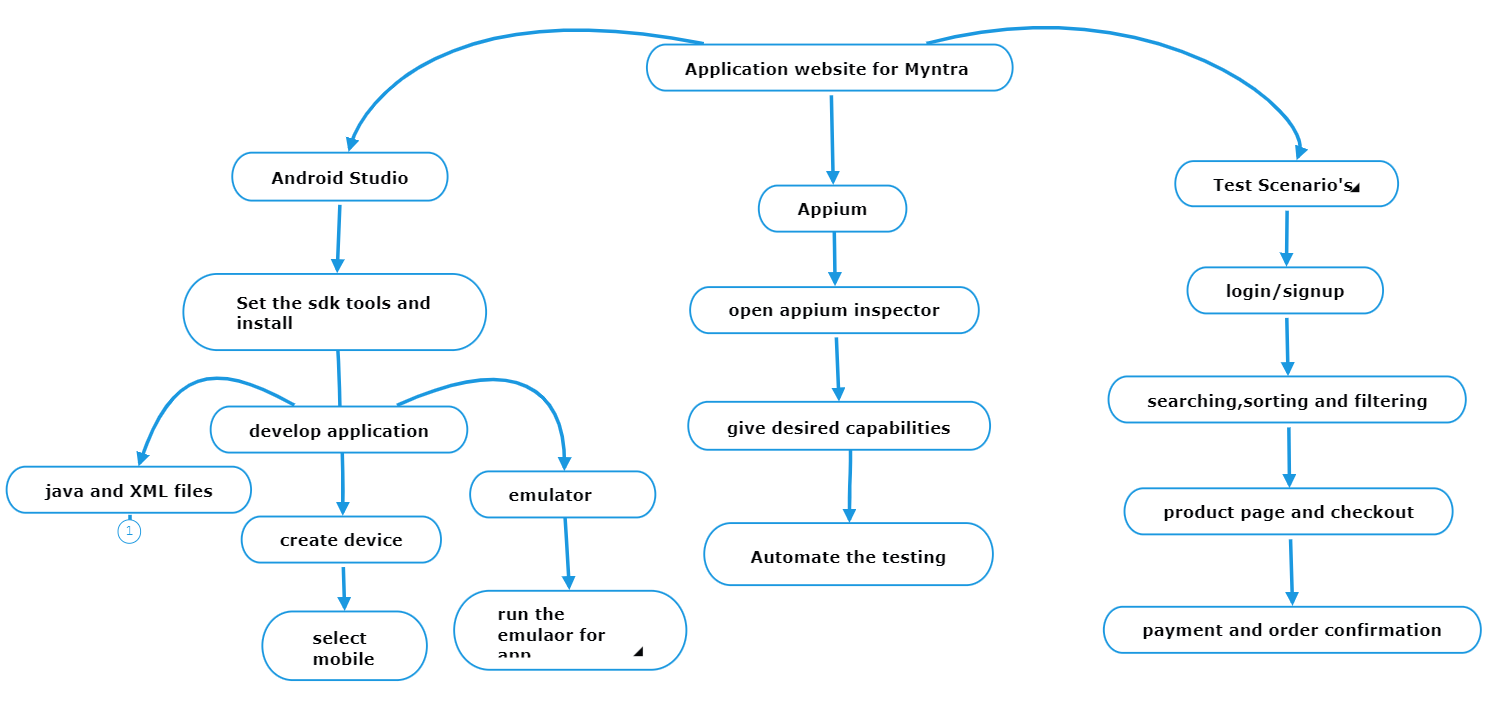 Application website for Myntra
Android Studio
Set the sdk tools and
install
develop application
java and XML files
1
create device
select
mobile
emulator
run the
emulaor for
app
Appium
open appium inspector
give desired capabilities
Automate the testing
Test Scenario's
login/signup
searching,sorting and filtering
product page and checkout
payment and order confirmation